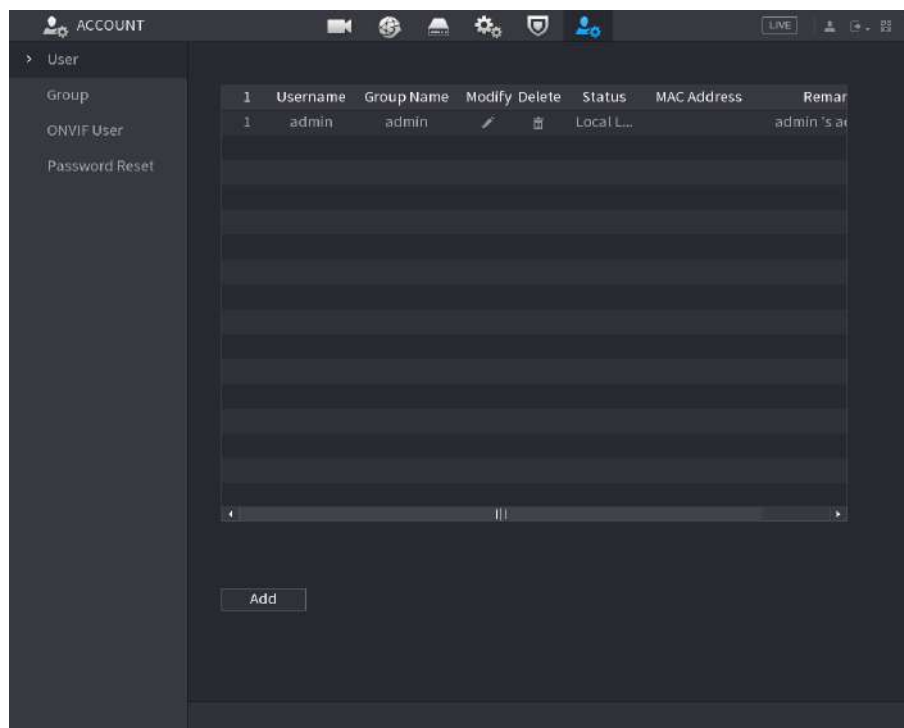 ACCOUNT LIVE
User
Group
ONVIF User
Password Reset
1 Username Group Name Modify Delete Status MAC Address Remar
1 admin admin Local L... admin 's a
Add